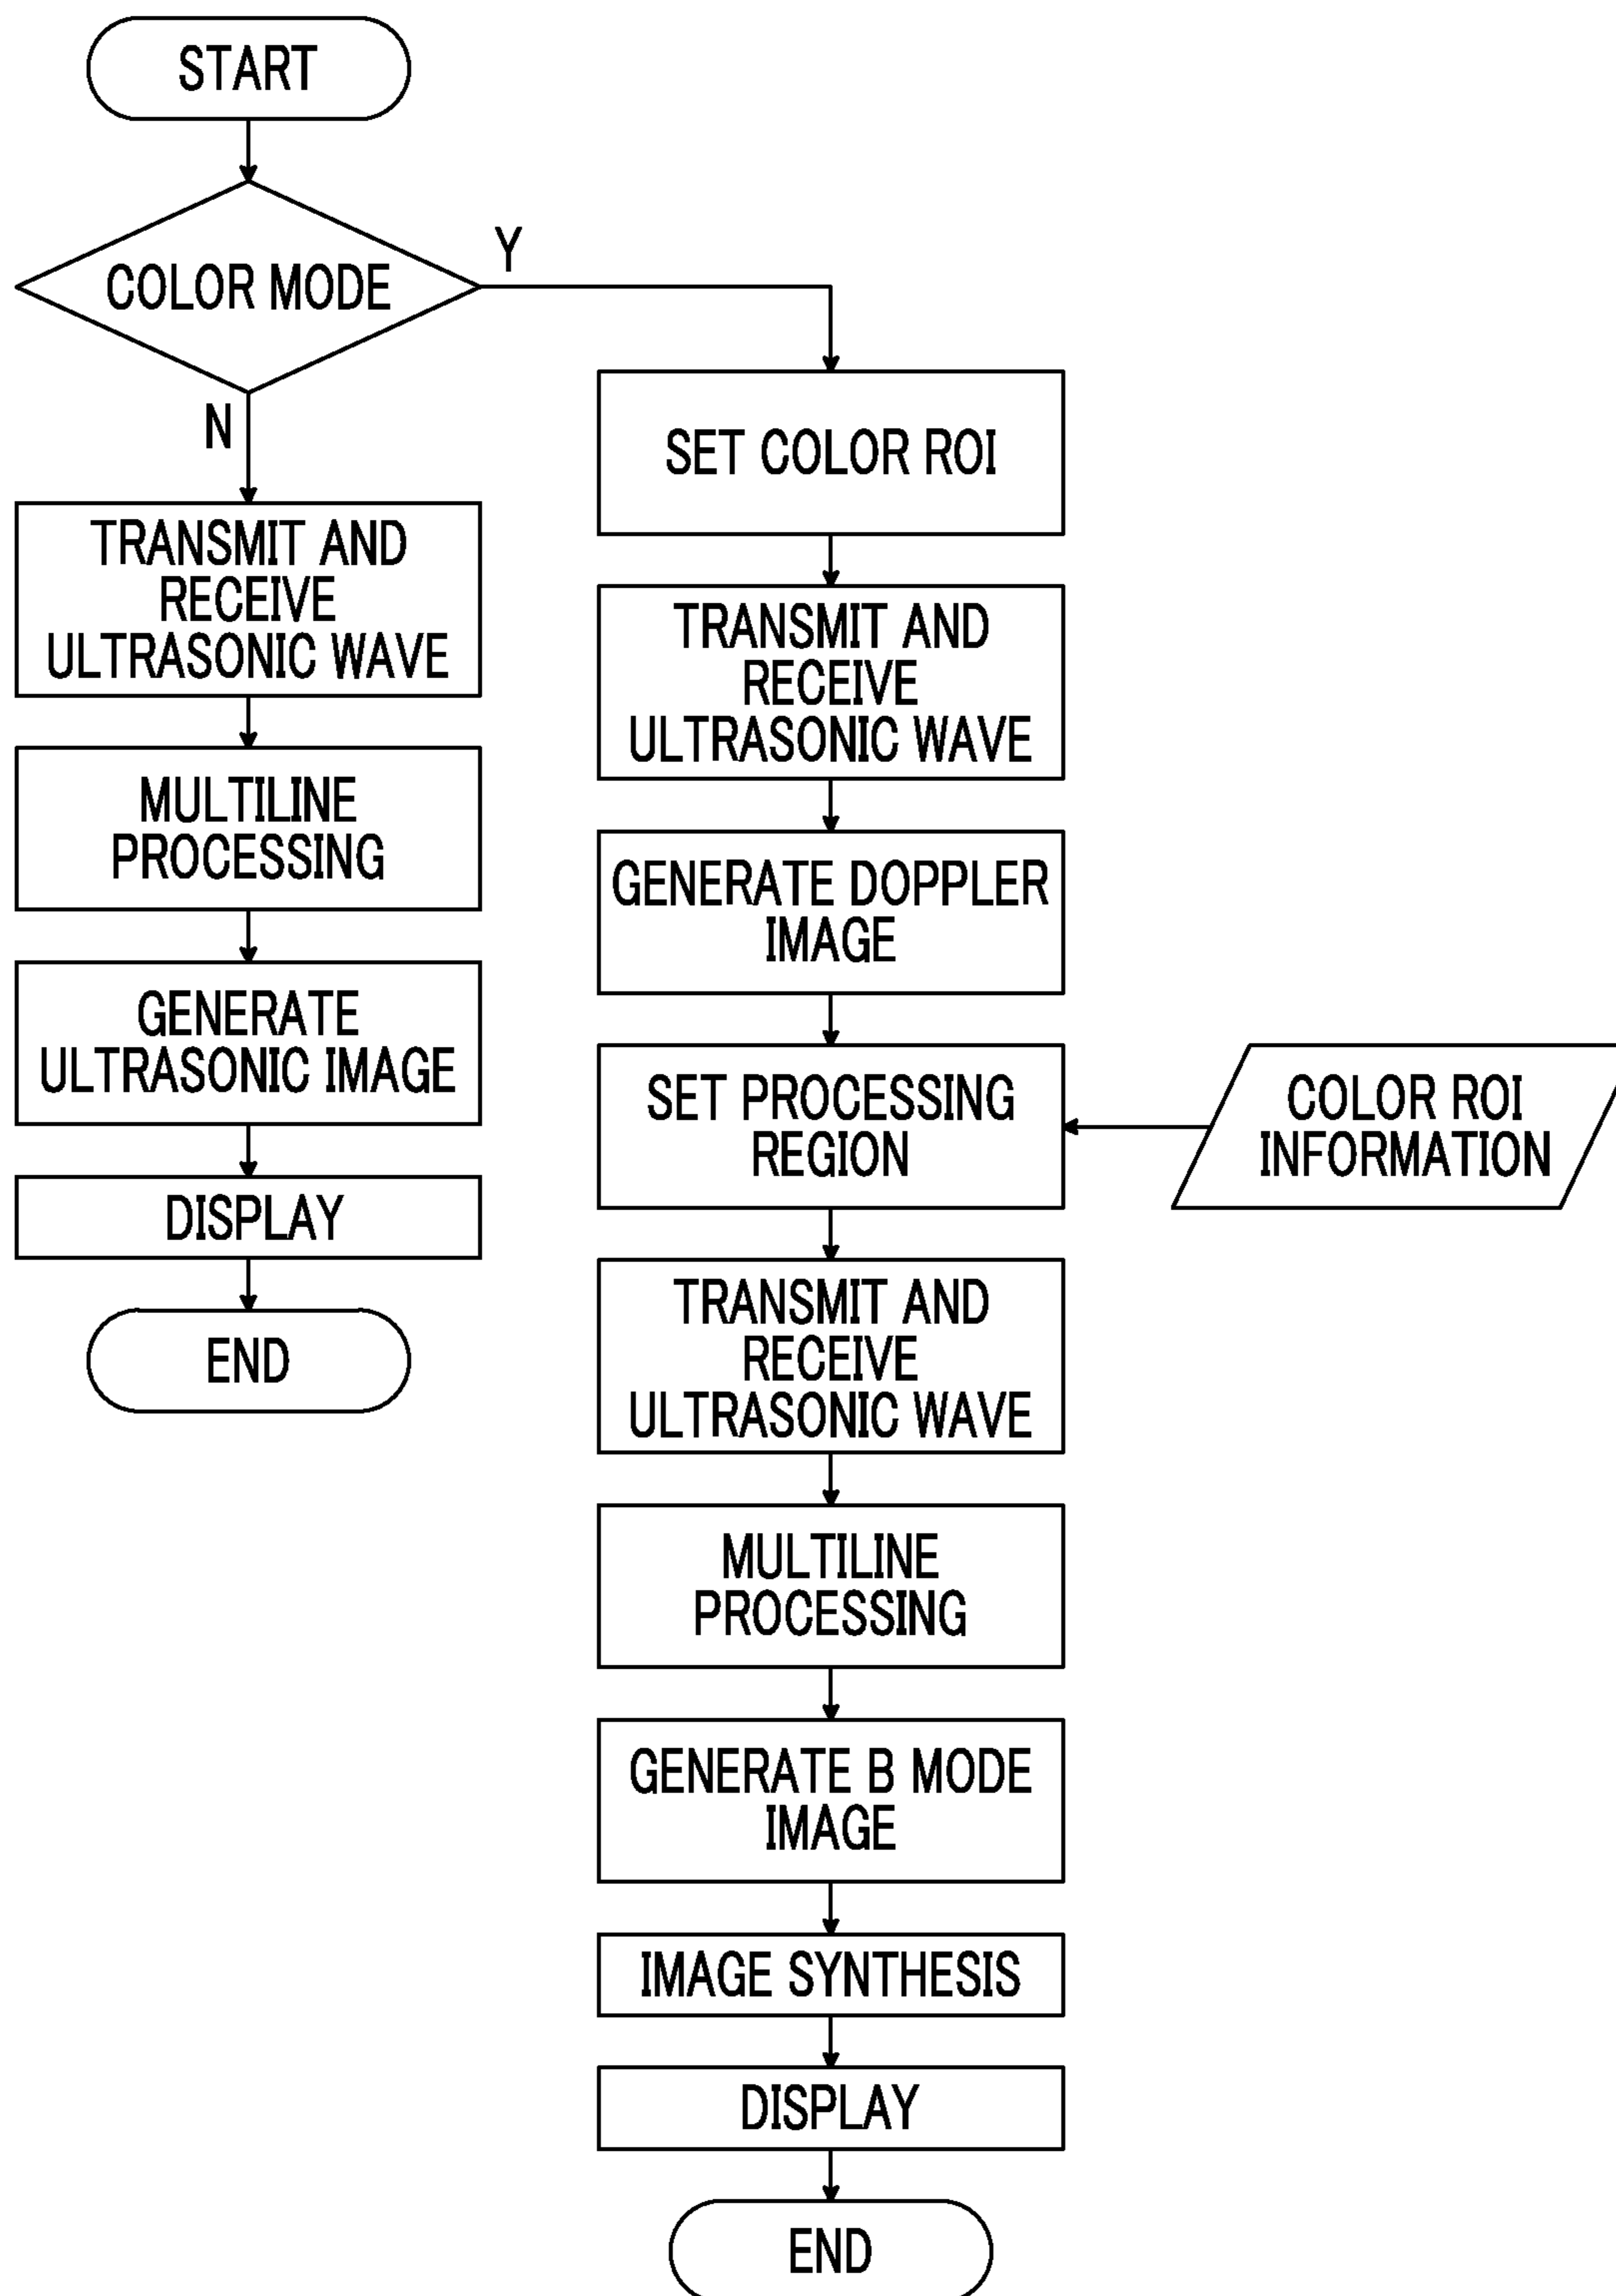 START
COLOR MODE
Y
N
TRANSMIT AND
RECEIVE
ULTRASONIC WAVE
MULTILINE
PROCESSING
GENERATE
ULTRASONIC IMAGE
DISPLAY
END
SET COLOR ROI
TRANSMIT AND
RECEIVE
ULTRASONIC WAVE
GENERATE DOPPLER
IMAGE
SET PROCESSING
REGION
COLOR ROI
INFORMATION
TRANSMIT AND
RECEIVE
ULTRASONIC WAVE
MULTILINE
PROCESSING
GENERATE B MODE
IMAGE
IMAGE SYNTHESIS
DISPLAY
END